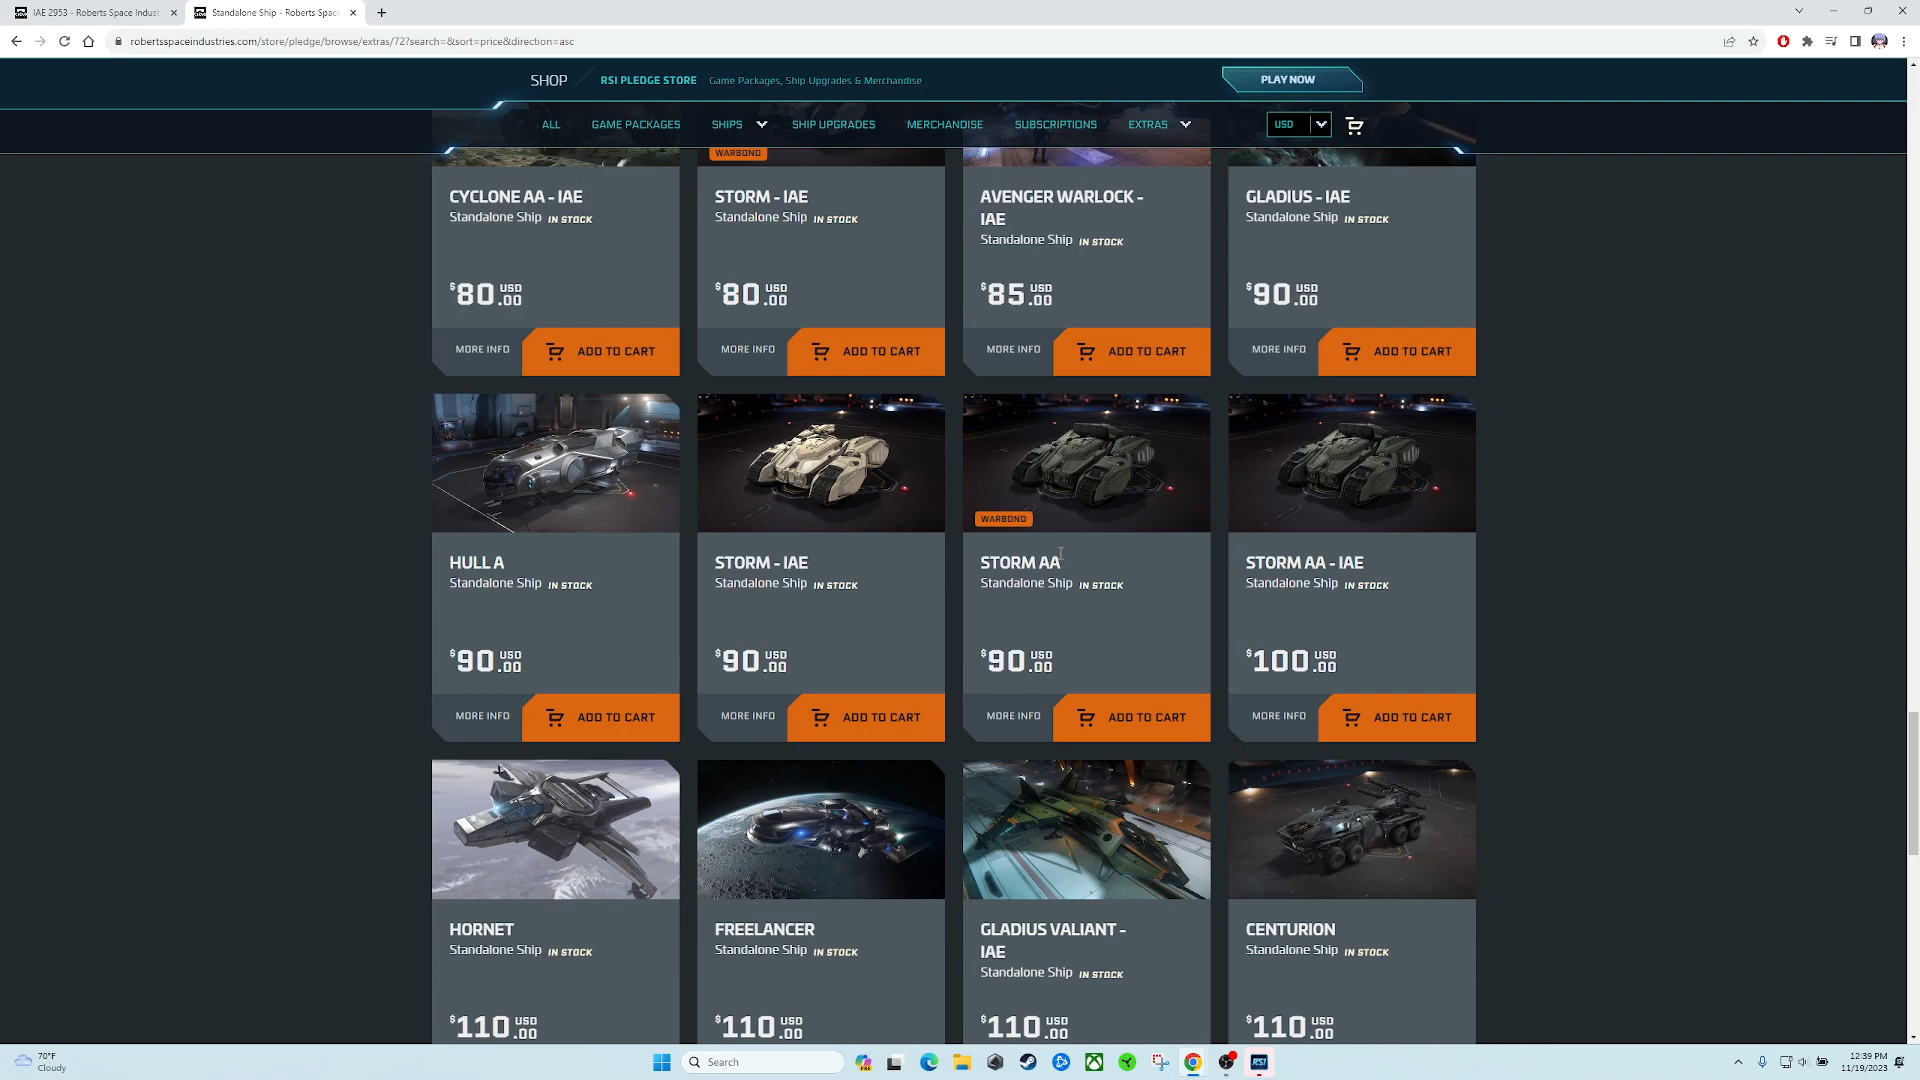 IAE 2953 - Roberts Space Indust
Standalone Ship - Roberts Space
robertsspaceindustries.com/store/pledge/browse/extras/72?search=&sort=price&direction=asc
SHOP
RSI PLEDGE STORE
Game Packages, Ship Upgrades & Merchandise
PLAY NOW
ALL
GAME PACKAGES
SHIPS
SHIP UPGRADES
MERCHANDISE
SUBSCRIPTIONS
EXTRAS
USD
WARBOND
CYCLONE AA - IAE
Standalone Ship IN STOCK
$80.00 USD
MORE INFO
ADD TO CART
STORM - IAE
Standalone Ship IN STOCK
$80.00 USD
MORE INFO
ADD TO CART
AVENGER WARLOCK -
IAE
Standalone Ship IN STOCK
$85.00 USD
MORE INFO
ADD TO CART
GLADIUS - IAE
Standalone Ship IN STOCK
$90.00 USD
MORE INFO
ADD TO CART
HULL A
Standalone Ship IN STOCK
$90.00 USD
MORE INFO
ADD TO CART
STORM - IAE
Standalone Ship IN STOCK
$90.00 USD
MORE INFO
ADD TO CART
WARBOND
STORM AA
Standalone Ship IN STOCK
$90.00 USD
MORE INFO
ADD TO CART
STORM AA - IAE
Standalone Ship IN STOCK
$100.00 USD
MORE INFO
ADD TO CART
HORNET
Standalone Ship IN STOCK
$110.00 USD
FREELANCER
Standalone Ship IN STOCK
$110.00 USD
GLADIUS VALIANT -
IAE
Standalone Ship IN STOCK
$110.00 USD
CENTURION
Standalone Ship IN STOCK
$110.00 USD
70°F
Cloudy
Search
RSI
12:39 PM
11/19/2023